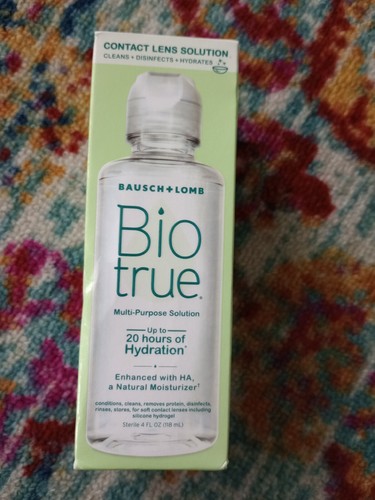 CONTACT LENS SOLUTION
CLEANS • DISINFECTS • HYDRATES
BAUSCH + LOMB
Bio
true®
Multi-Purpose Solution
Up to
20 hours of
Hydration*
Enhanced with HA,
a Natural Moisturizer†
conditions, cleans, removes protein, disinfects,
rinses, stores, for soft contact lenses including
silicone hydrogel
Sterile 4 FL OZ (118 mL)